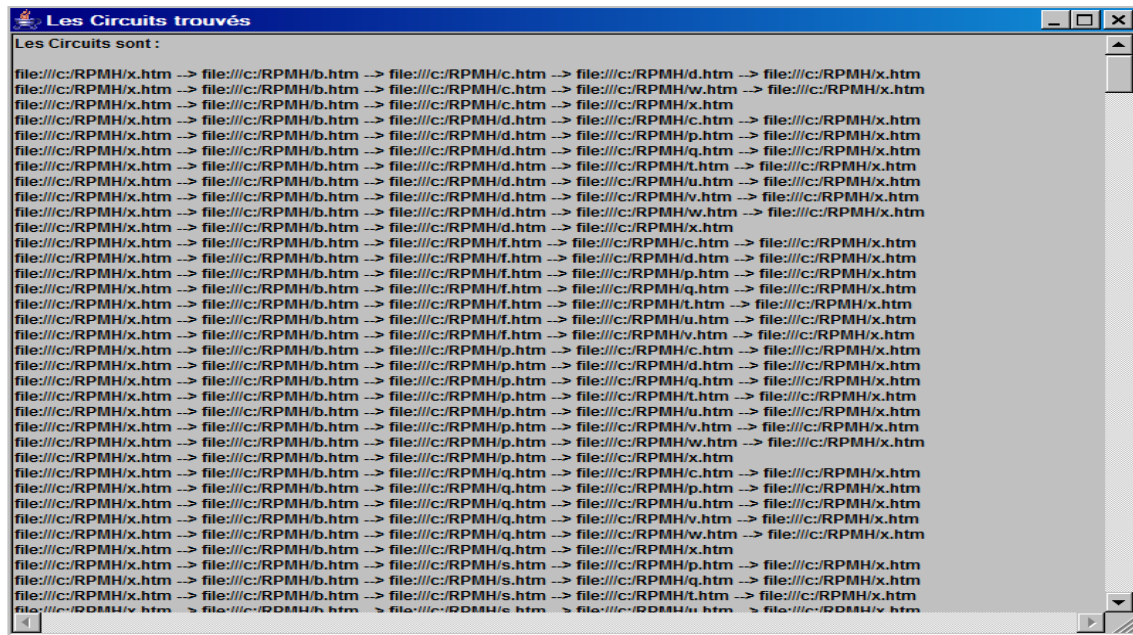 Les Circuits trouvés
Les Circuits sont :
file:///c:/RPMH/x.htm --> file:///c:/RPMH/b.htm --> file:///c:/RPMH/c.htm --> file:///c:/RPMH/d.htm --> file:///c:/RPMH/x.htm
file:///c:/RPMH/x.htm --> file:///c:/RPMH/b.htm --> file:///c:/RPMH/c.htm --> file:///c:/RPMH/w.htm --> file:///c:/RPMH/x.htm
file:///c:/RPMH/x.htm --> file:///c:/RPMH/b.htm --> file:///c:/RPMH/c.htm --> file:///c:/RPMH/x.htm
file:///c:/RPMH/x.htm --> file:///c:/RPMH/b.htm --> file:///c:/RPMH/d.htm --> file:///c:/RPMH/c.htm --> file:///c:/RPMH/x.htm
file:///c:/RPMH/x.htm --> file:///c:/RPMH/b.htm --> file:///c:/RPMH/d.htm --> file:///c:/RPMH/p.htm --> file:///c:/RPMH/x.htm
file:///c:/RPMH/x.htm --> file:///c:/RPMH/b.htm --> file:///c:/RPMH/d.htm --> file:///c:/RPMH/q.htm --> file:///c:/RPMH/x.htm
file:///c:/RPMH/x.htm --> file:///c:/RPMH/b.htm --> file:///c:/RPMH/d.htm --> file:///c:/RPMH/t.htm --> file:///c:/RPMH/x.htm
file:///c:/RPMH/x.htm --> file:///c:/RPMH/b.htm --> file:///c:/RPMH/d.htm --> file:///c:/RPMH/u.htm --> file:///c:/RPMH/x.htm
file:///c:/RPMH/x.htm --> file:///c:/RPMH/b.htm --> file:///c:/RPMH/d.htm --> file:///c:/RPMH/v.htm --> file:///c:/RPMH/x.htm
file:///c:/RPMH/x.htm --> file:///c:/RPMH/b.htm --> file:///c:/RPMH/d.htm --> file:///c:/RPMH/w.htm --> file:///c:/RPMH/x.htm
file:///c:/RPMH/x.htm --> file:///c:/RPMH/b.htm --> file:///c:/RPMH/d.htm --> file:///c:/RPMH/x.htm
file:///c:/RPMH/x.htm --> file:///c:/RPMH/b.htm --> file:///c:/RPMH/f.htm --> file:///c:/RPMH/c.htm --> file:///c:/RPMH/x.htm
file:///c:/RPMH/x.htm --> file:///c:/RPMH/b.htm --> file:///c:/RPMH/f.htm --> file:///c:/RPMH/d.htm --> file:///c:/RPMH/x.htm
file:///c:/RPMH/x.htm --> file:///c:/RPMH/b.htm --> file:///c:/RPMH/f.htm --> file:///c:/RPMH/p.htm --> file:///c:/RPMH/x.htm
file:///c:/RPMH/x.htm --> file:///c:/RPMH/b.htm --> file:///c:/RPMH/f.htm --> file:///c:/RPMH/q.htm --> file:///c:/RPMH/x.htm
file:///c:/RPMH/x.htm --> file:///c:/RPMH/b.htm --> file:///c:/RPMH/f.htm --> file:///c:/RPMH/t.htm --> file:///c:/RPMH/x.htm
file:///c:/RPMH/x.htm --> file:///c:/RPMH/b.htm --> file:///c:/RPMH/f.htm --> file:///c:/RPMH/u.htm --> file:///c:/RPMH/x.htm
file:///c:/RPMH/x.htm --> file:///c:/RPMH/b.htm --> file:///c:/RPMH/f.htm --> file:///c:/RPMH/v.htm --> file:///c:/RPMH/x.htm
file:///c:/RPMH/x.htm --> file:///c:/RPMH/b.htm --> file:///c:/RPMH/p.htm --> file:///c:/RPMH/c.htm --> file:///c:/RPMH/x.htm
file:///c:/RPMH/x.htm --> file:///c:/RPMH/b.htm --> file:///c:/RPMH/p.htm --> file:///c:/RPMH/d.htm --> file:///c:/RPMH/x.htm
file:///c:/RPMH/x.htm --> file:///c:/RPMH/b.htm --> file:///c:/RPMH/p.htm --> file:///c:/RPMH/q.htm --> file:///c:/RPMH/x.htm
file:///c:/RPMH/x.htm --> file:///c:/RPMH/b.htm --> file:///c:/RPMH/p.htm --> file:///c:/RPMH/t.htm --> file:///c:/RPMH/x.htm
file:///c:/RPMH/x.htm --> file:///c:/RPMH/b.htm --> file:///c:/RPMH/p.htm --> file:///c:/RPMH/u.htm --> file:///c:/RPMH/x.htm
file:///c:/RPMH/x.htm --> file:///c:/RPMH/b.htm --> file:///c:/RPMH/p.htm --> file:///c:/RPMH/v.htm --> file:///c:/RPMH/x.htm
file:///c:/RPMH/x.htm --> file:///c:/RPMH/b.htm --> file:///c:/RPMH/p.htm --> file:///c:/RPMH/w.htm --> file:///c:/RPMH/x.htm
file:///c:/RPMH/x.htm --> file:///c:/RPMH/b.htm --> file:///c:/RPMH/p.htm --> file:///c:/RPMH/x.htm
file:///c:/RPMH/x.htm --> file:///c:/RPMH/b.htm --> file:///c:/RPMH/q.htm --> file:///c:/RPMH/c.htm --> file:///c:/RPMH/x.htm
file:///c:/RPMH/x.htm --> file:///c:/RPMH/b.htm --> file:///c:/RPMH/q.htm --> file:///c:/RPMH/p.htm --> file:///c:/RPMH/x.htm
file:///c:/RPMH/x.htm --> file:///c:/RPMH/b.htm --> file:///c:/RPMH/q.htm --> file:///c:/RPMH/u.htm --> file:///c:/RPMH/x.htm
file:///c:/RPMH/x.htm --> file:///c:/RPMH/b.htm --> file:///c:/RPMH/q.htm --> file:///c:/RPMH/v.htm --> file:///c:/RPMH/x.htm
file:///c:/RPMH/x.htm --> file:///c:/RPMH/b.htm --> file:///c:/RPMH/q.htm --> file:///c:/RPMH/w.htm --> file:///c:/RPMH/x.htm
file:///c:/RPMH/x.htm --> file:///c:/RPMH/b.htm --> file:///c:/RPMH/q.htm --> file:///c:/RPMH/x.htm
file:///c:/RPMH/x.htm --> file:///c:/RPMH/b.htm --> file:///c:/RPMH/s.htm --> file:///c:/RPMH/p.htm --> file:///c:/RPMH/x.htm
file:///c:/RPMH/x.htm --> file:///c:/RPMH/b.htm --> file:///c:/RPMH/s.htm --> file:///c:/RPMH/q.htm --> file:///c:/RPMH/x.htm
file:///c:/RPMH/x.htm --> file:///c:/RPMH/b.htm --> file:///c:/RPMH/s.htm --> file:///c:/RPMH/t.htm --> file:///c:/RPMH/x.htm
file:///c:/RPMH/x.htm --> file:///c:/RPMH/b.htm --> file:///c:/RPMH/s.htm --> file:///c:/RPMH/u.htm --> file:///c:/RPMH/x.htm